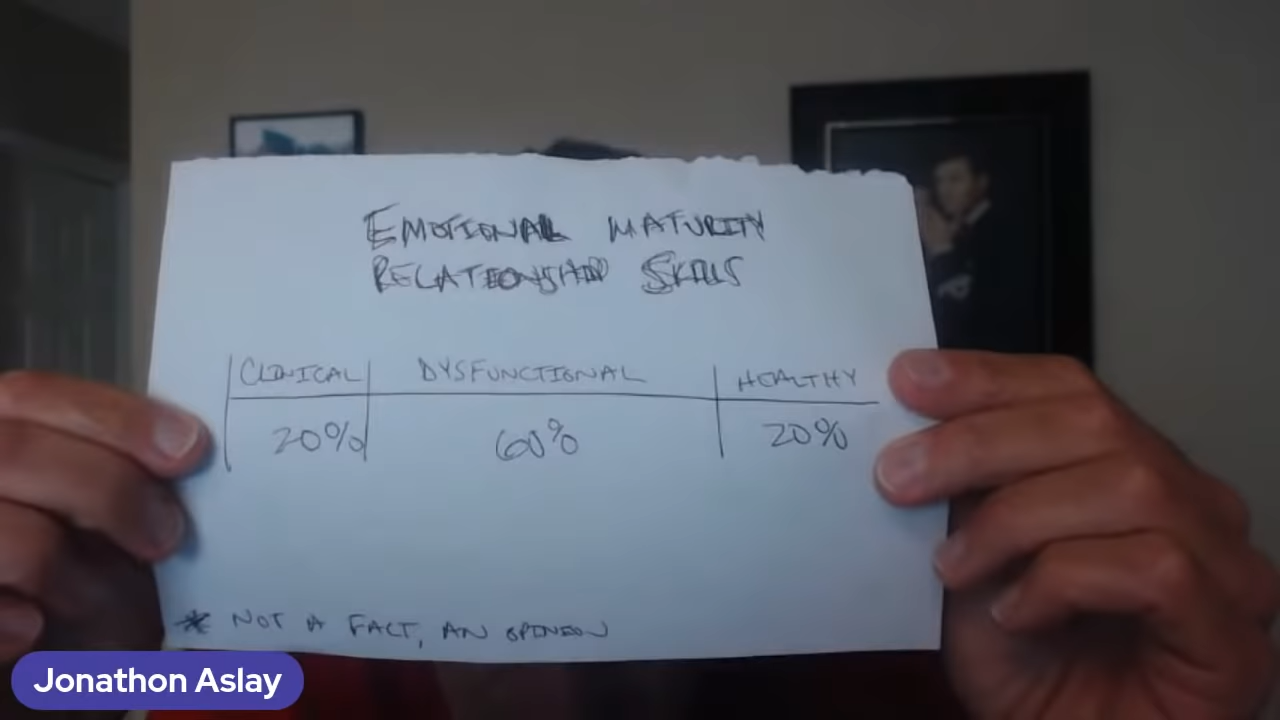 EMOTIONAL MATURITY
RELATIONSHIP SKILLS
CLINICAL DYSFUNCTIONAL HEALTHY
20% 60% 20%
* NOT A FACT, AN OPINION
Jonathon Aslay